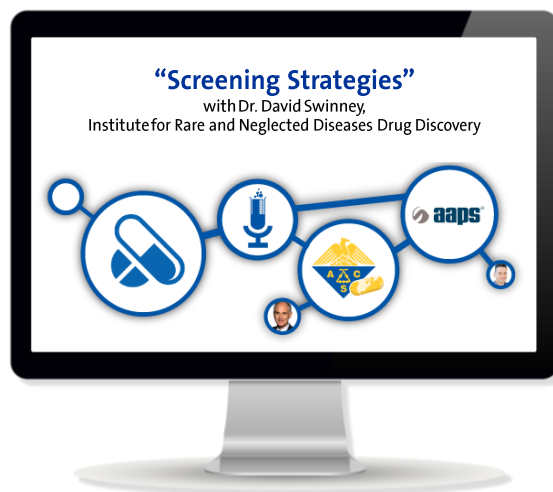 “Screening Strategies”
with Dr. David Swinney,
Institute for Rare and Neglected Diseases Drug Discovery
aaps®
A C
S